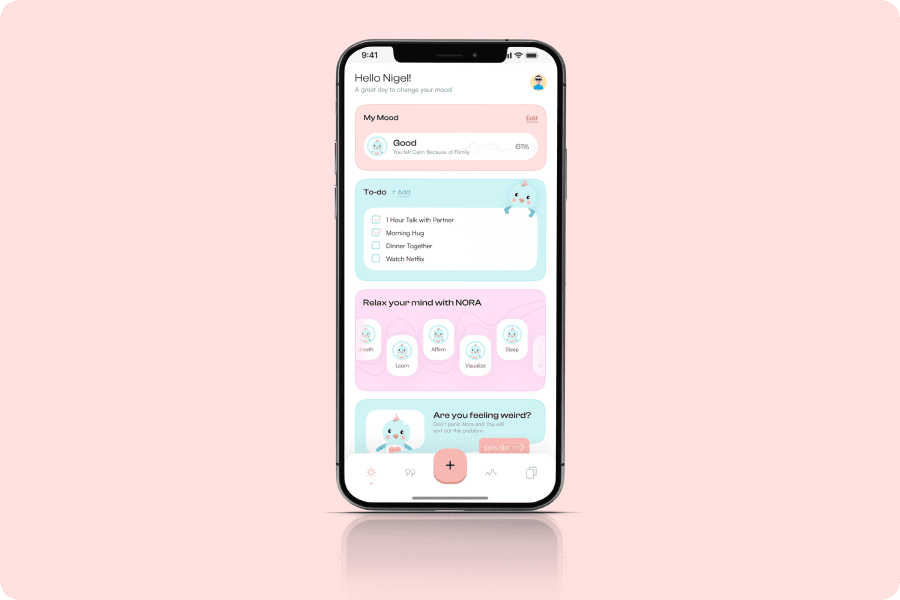 9:41
Hello Nigel!
A great day to change your mood
My Mood
Edit
Good
You felt Calm Because of Family
81%
To-do + Add
1 Hour Talk with Partner
Morning Hug
Dinner Together
Watch Netflix
Relax your mind with NORA
Breath
Learn
Affirm
Visualize
Sleep
Are you feeling weird?
Don't panic Nora and You will
sort out this problem.
Let's Go
+